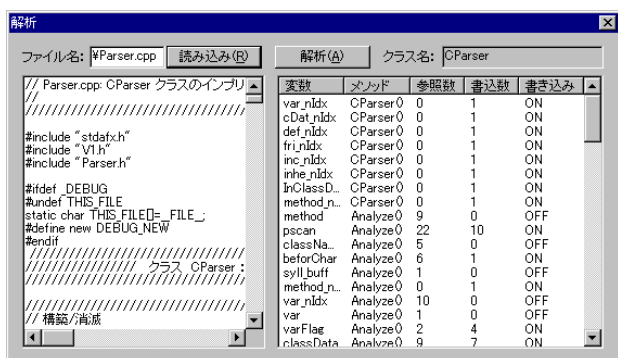 解析
ファイル名: ¥Parser.cpp 読み込み(R) 解析(A) クラス名: CParser
// Parser.cpp: CParser クラスのインプリ
//
//////////////////////////////////
#include "stdafx.h"
#include "V1.h"
#include "Parser.h"
#ifdef _DEBUG
#undef THIS_FILE
static char THIS_FILE[]=_FILE_;
#define new DEBUG_NEW
#endif
//////////////////////////////////
///////////////// クラス CParser :
//////////////////////////////////
//////////////////////////////////
// 構築/消滅
変数 メソッド 参照数 書込数 書き込み
var_nIdx CParser() 0 1 ON
cDat_nIdx CParser() 0 1 ON
def_nIdx CParser() 0 1 ON
fri_nIdx CParser() 0 1 ON
inc_nIdx CParser() 0 1 ON
inhe_nIdx CParser() 0 1 ON
InClassD... CParser() 0 1 ON
method_n... CParser() 0 1 ON
method Analyze() 9 0 OFF
pscan Analyze() 22 10 ON
classNa... Analyze() 5 0 OFF
beforChar Analyze() 6 1 ON
syll_buff Analyze() 1 0 OFF
method_n... Analyze() 0 1 ON
var_nIdx Analyze() 10 0 OFF
var Analyze() 1 0 OFF
varFlag Analyze() 2 4 ON
classData Analyze() 9 7 ON